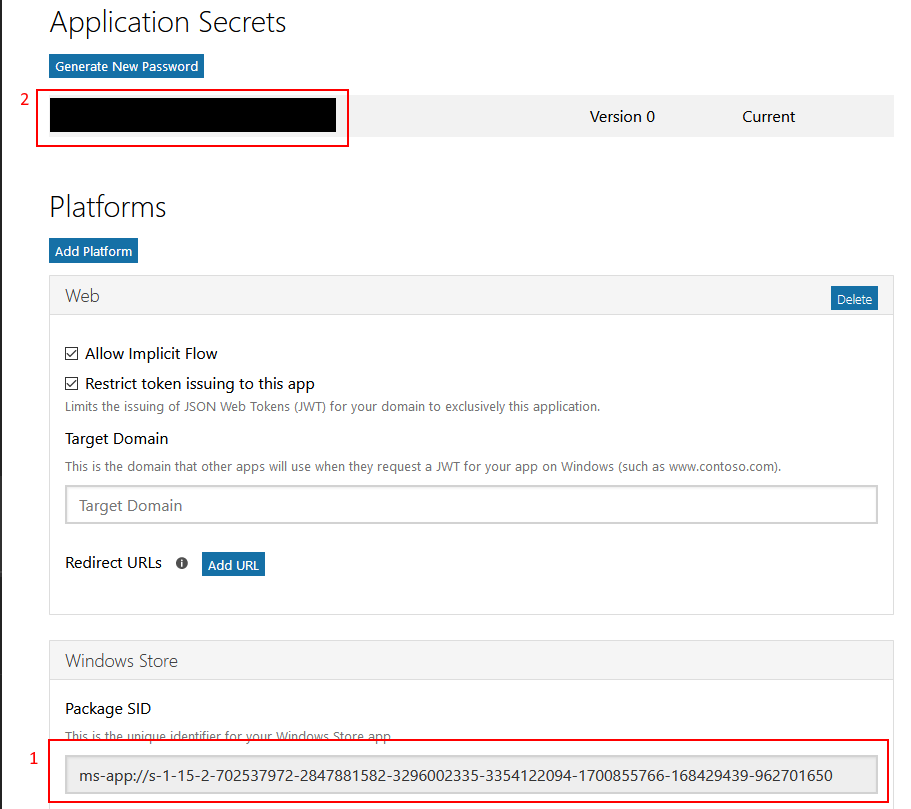 Application Secrets
Generate New Password
2
Version 0 Current
Platforms
Add Platform
Web Delete
Allow Implicit Flow
Restrict token issuing to this app
Limits the issuing of JSON Web Tokens (JWT) for your domain to exclusively this application.
Target Domain
This is the domain that other apps will use when they request a JWT for your app on Windows (such as www.contoso.com).
Target Domain
Redirect URLs i Add URL
Windows Store
Package SID
This is the unique identifier for your Windows Store app
1
ms-app://s-1-15-2-702537972-2847881582-3296002335-3354122094-1700855766-168429439-962701650